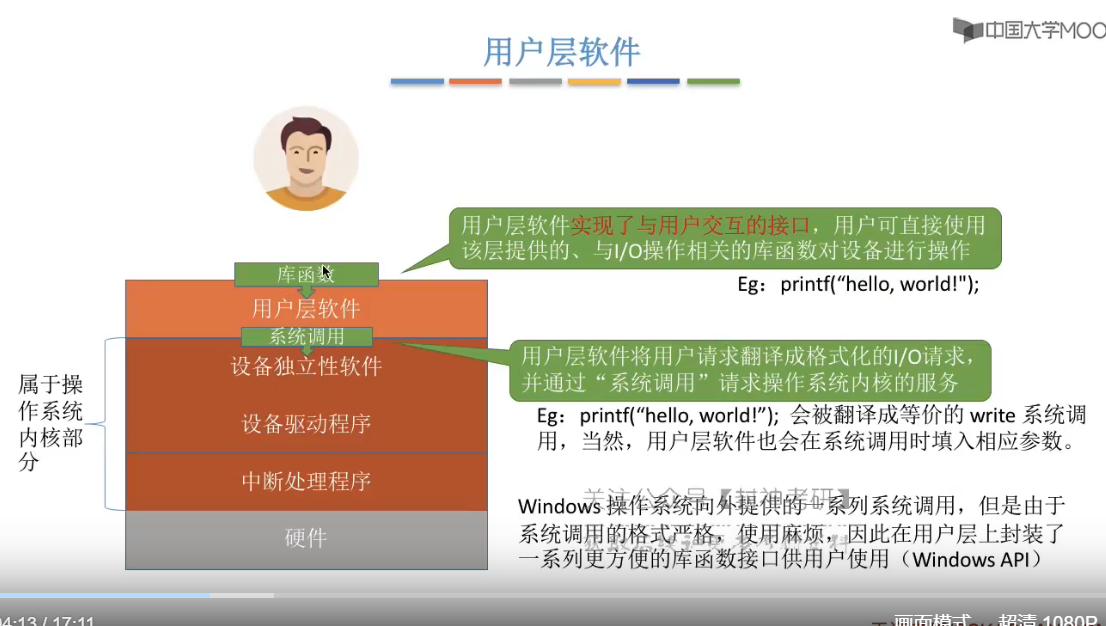 中国大学MOO
用户层软件
用户层软件实现了与用户交互的接口，用户可直接使用
该层提供的、与I/O操作相关的库函数对设备进行操作
Eg：printf(“hello, world!");
库函数
用户层软件
系统调用
设备独立性软件
设备驱动程序
中断处理程序
硬件
属于操
作系统
内核部
分
用户层软件将用户请求翻译成格式化的I/O请求，
并通过“系统调用”请求操作系统内核的服务
Eg：printf(“hello, world!”); 会被翻译成等价的 write 系统调
用，当然，用户层软件也会在系统调用时填入相应参数。
关注公众号【封神考研】
Windows 操作系统向外提供的一系列系统调用，但是由于
系统调用的格式严格，使用麻烦，因此在用户层上封装了
一系列更方便的库函数接口供用户使用（Windows API）
04:13 / 17:11
画面模式
超清 1080P